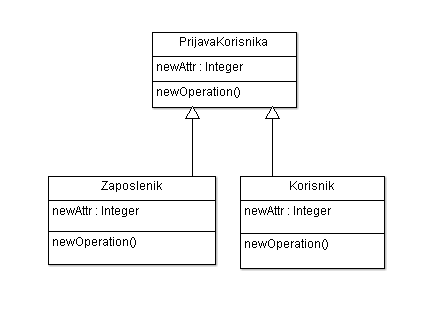 PrijavaKorisnika
newAttr : Integer
newOperation()
Zaposlenik
newAttr : Integer
newOperation()
Korisnik
newAttr : Integer
newOperation()